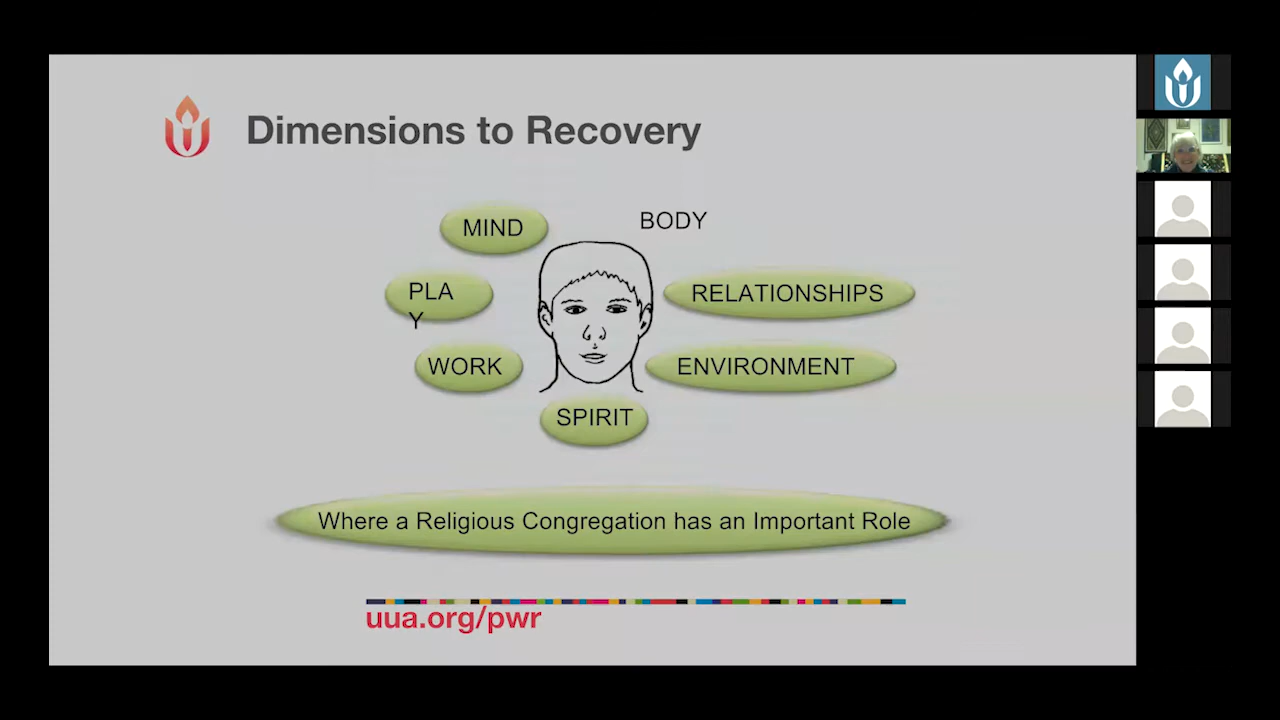 Dimensions to Recovery
MIND
BODY
PLA
Y
RELATIONSHIPS
WORK
ENVIRONMENT
SPIRIT
Where a Religious Congregation has an Important Role
uua.org/pwr